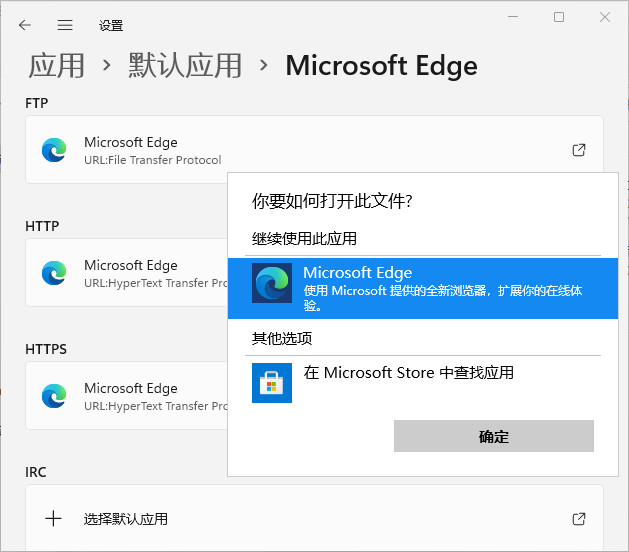 设置
应用 › 默认应用 › Microsoft Edge
FTP
Microsoft Edge
URL:File Transfer Protocol
HTTP
Microsoft Edge
URL:HyperText Transfer Pro
HTTPS
Microsoft Edge
URL:HyperText Transfer Pro
IRC
选择默认应用
你要如何打开此文件?
继续使用此应用
Microsoft Edge
使用 Microsoft 提供的全新浏览器，扩展你的在线体
验。
其他选项
在 Microsoft Store 中查找应用
确定